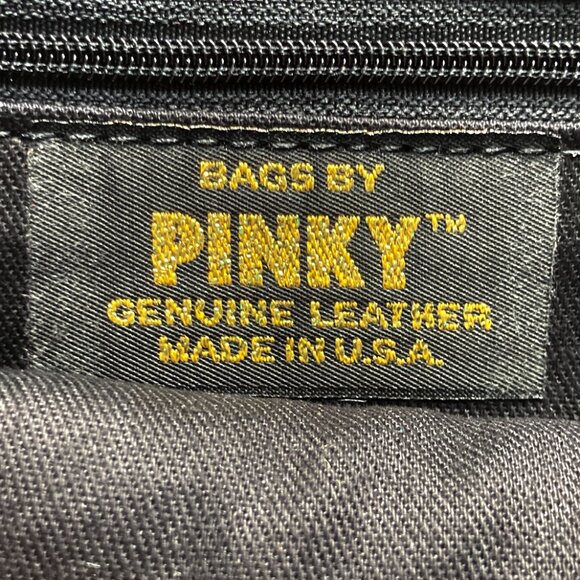 BAGS BY
PINKY™
GENUINE LEATHER
MADE IN U.S.A.